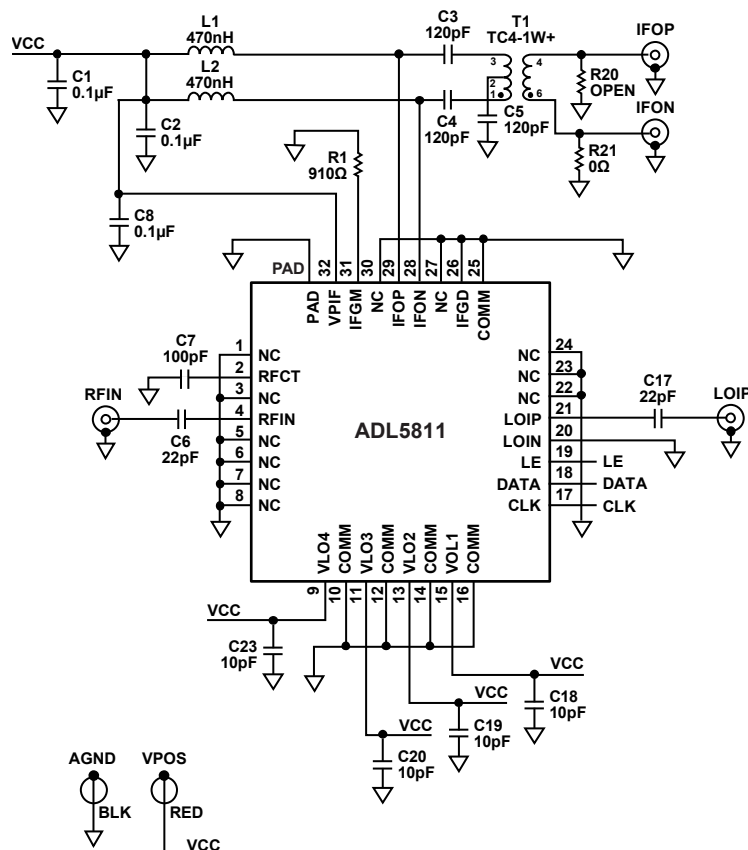 VCC
L1
470nH
L2
470nH
C1
0.1µF
C2
0.1µF
C8
0.1µF
C3
120pF
C4
120pF
C5
120pF
T1
TC4-1W+
3
2
1
4
6
R20
OPEN
R21
0Ω
IFOP
IFON
R1
910Ω
PAD
32
31
30
29
28
27
26
25
PAD
VPIF
IFGM
NC
IFOP
IFON
NC
IFGD
COMM
C7
100pF
RFIN
C6
22pF
1
2
3
4
5
6
7
8
NC
RFCT
NC
RFIN
NC
NC
NC
NC
ADL5811
NC
NC
NC
LOIP
LOIN
LE
DATA
CLK
24
23
22
21
20
19
18
17
LE
DATA
CLK
C17
22pF
LOIP
VLO4
COMM
VLO3
COMM
VLO2
COMM
VOL1
COMM
9
10
11
12
13
14
15
16
VCC
C23
10pF
VCC
C18
10pF
VCC
C19
10pF
VCC
C20
10pF
AGND
BLK
VPOS
RED
VCC